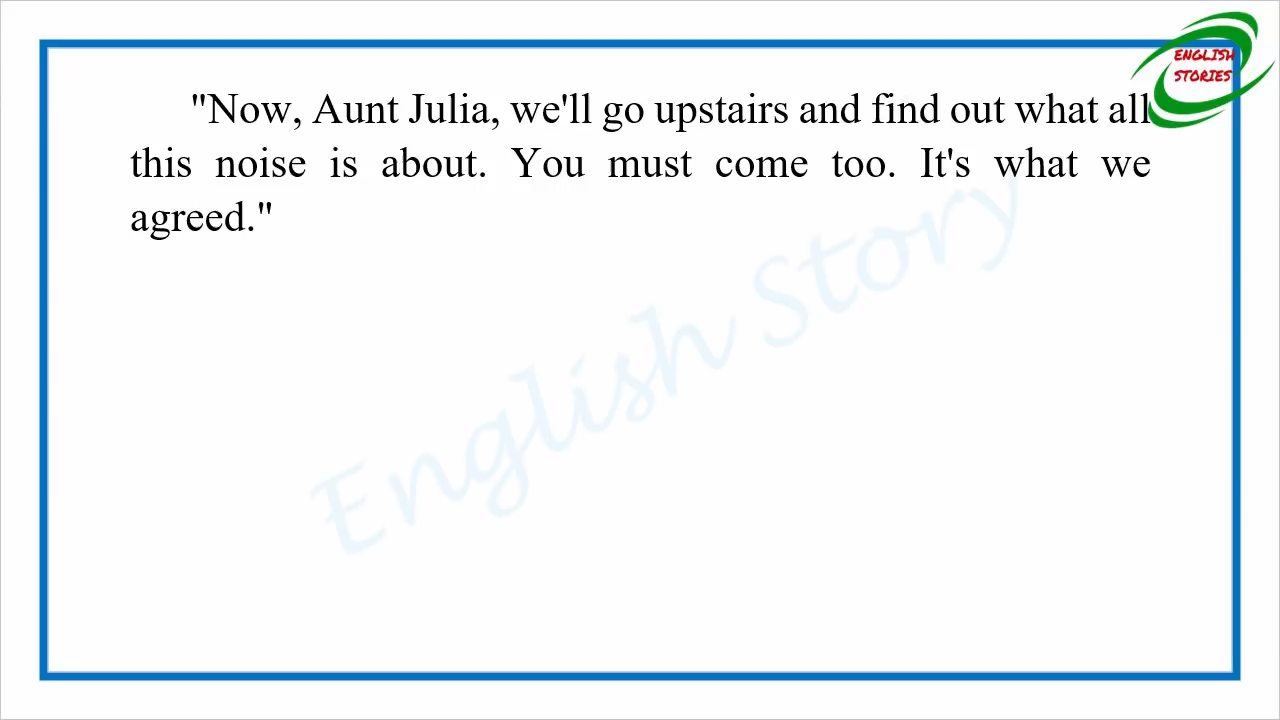 ENGLISH
STORIES
"Now, Aunt Julia, we'll go upstairs and find out what all
this noise is about. You must come too. It's what we
agreed."
English Story